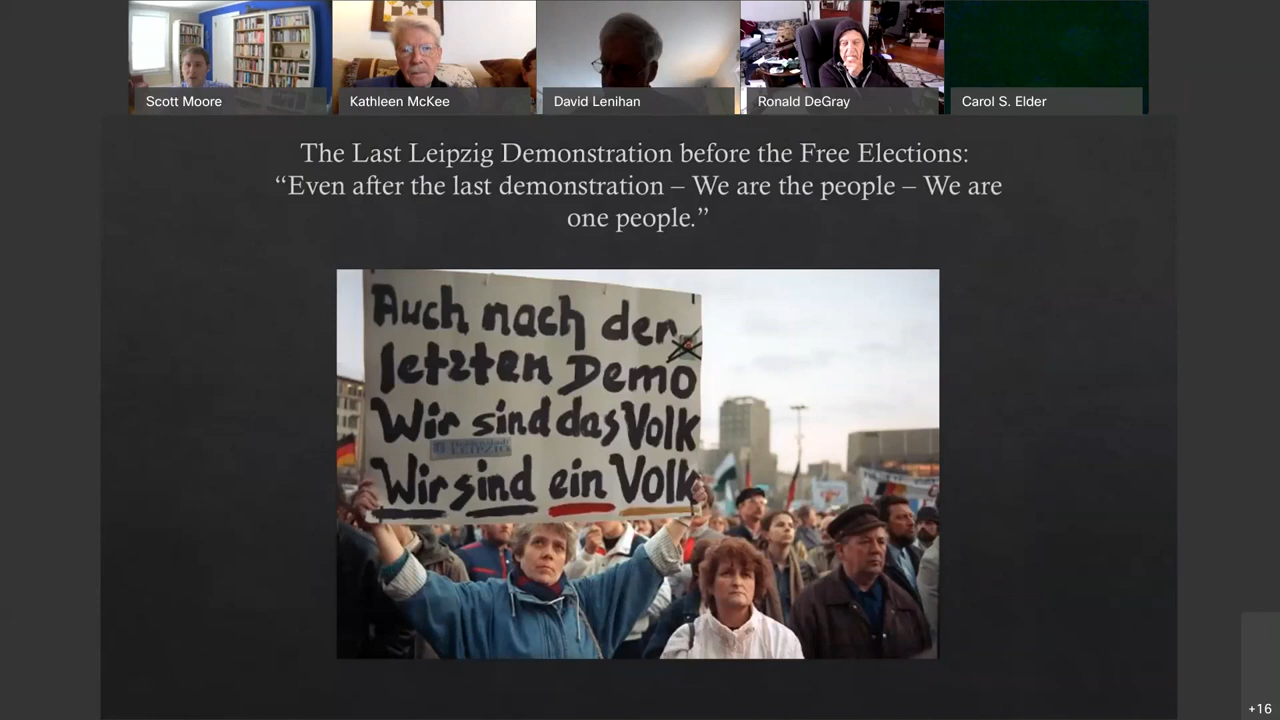 Scott Moore
Kathleen McKee
David Lenihan
Ronald DeGray
Carol S. Elder
The Last Leipzig Demonstration before the Free Elections:
“Even after the last demonstration – We are the people – We are
one people.”
Auch nach der
letzten Demo
Wir sind das Volk
LEIPZIG
Wir sind ein Volk
+16